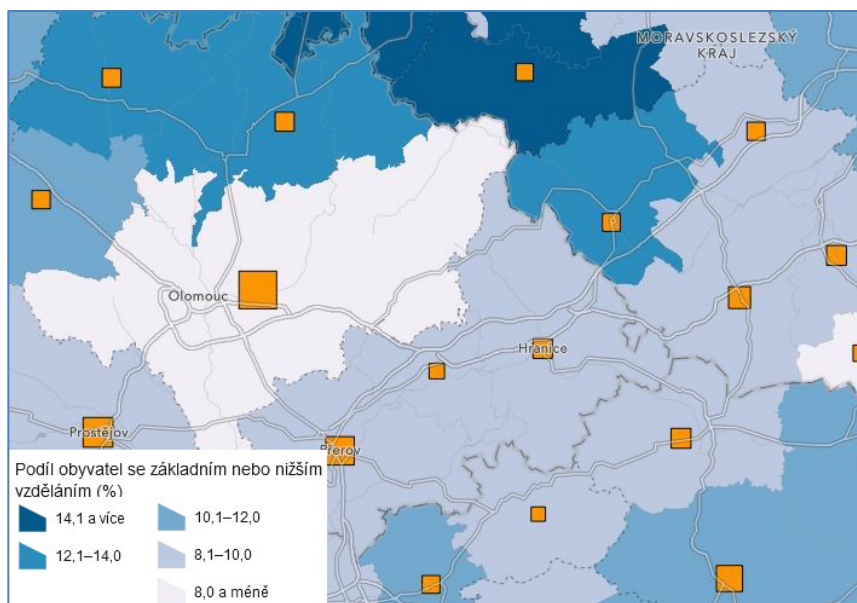 MORAVSKOSLEZSKÝ
KRAJ
Olomouc
Hranice
Prostějov
Přerov
Podíl obyvatel se základním nebo nižším
vzděláním (%)
14,1 a více
10,1–12,0
12,1–14,0
8,1–10,0
8,0 a méně